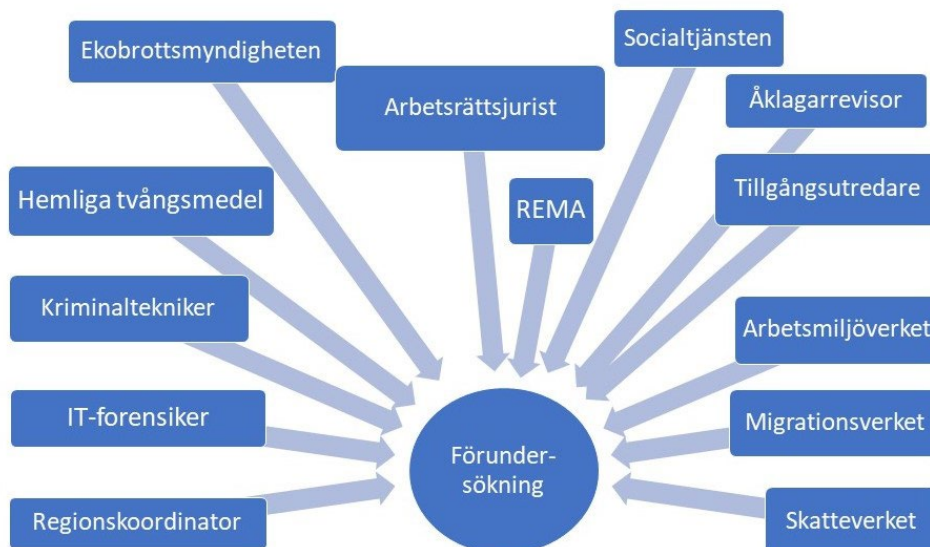 Ekobrottsmyndigheten
Socialtjänsten
Arbetsrättsjurist
Åklagarrevisor
Hemliga tvångsmedel
REMA
Tillgångsutredare
Kriminaltekniker
Arbetsmiljöverket
IT-forensiker
Migrationsverket
Förunder-
sökning
Regionskoordinator
Skatteverket